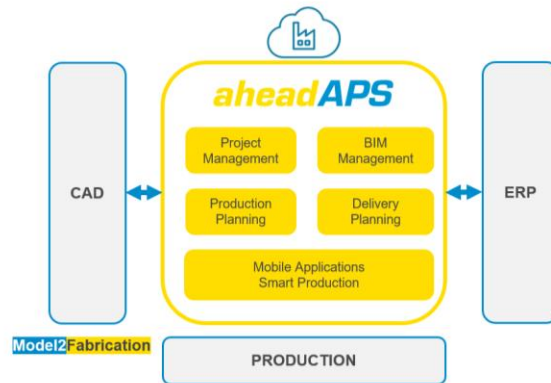 aheadAPS
Project
Management
BIM
Management
CAD
Production
Planning
Delivery
Planning
ERP
Mobile Applications
Smart Production
Model2Fabrication
PRODUCTION